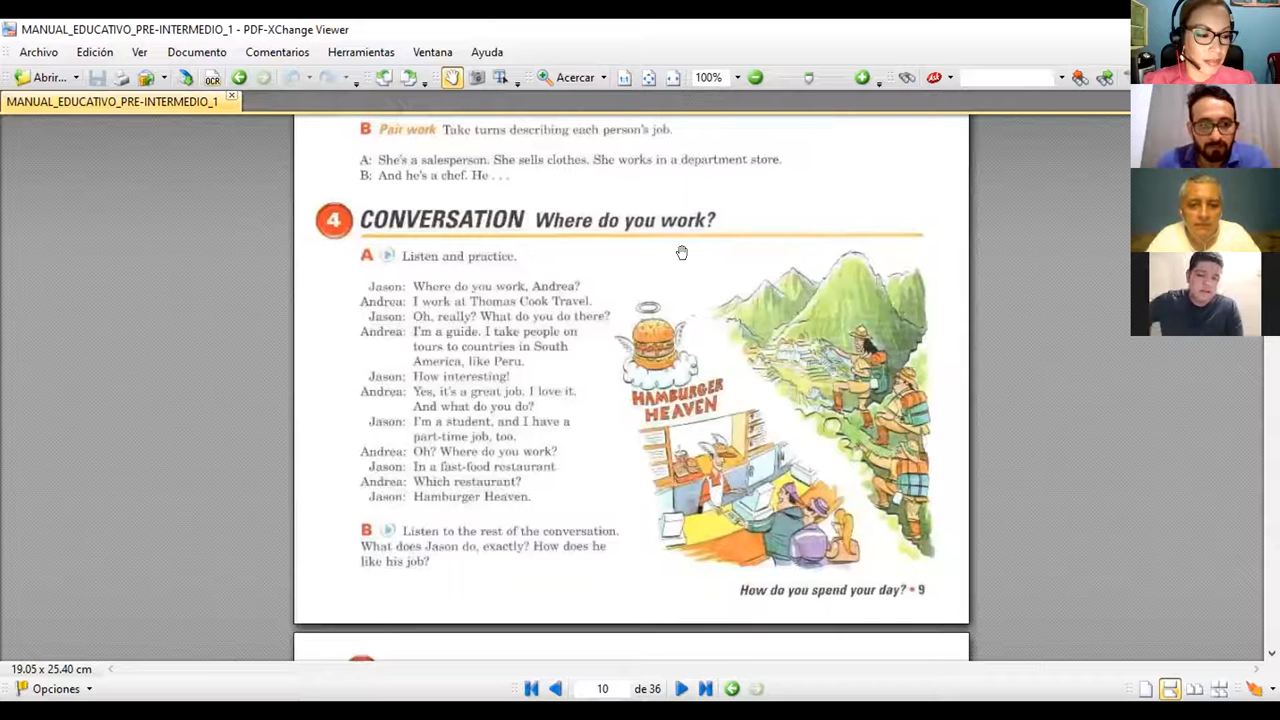 MANUAL_EDUCATIVO_PRE-INTERMEDIO_1 - PDF-XChange Viewer
Archivo Edición Ver Documento Comentarios Herramientas Ventana Ayuda
Abrir... OCR Acercar 100%
MANUAL_EDUCATIVO_PRE-INTERMEDIO_1
B Pair work Take turns describing each person's job.
A: She's a salesperson. She sells clothes. She works in a department store.
B: And he's a chef. He . . .
4 CONVERSATION Where do you work?
A Listen and practice.
Jason: Where do you work, Andrea?
Andrea: I work at Thomas Cook Travel.
Jason: Oh, really? What do you do there?
Andrea: I'm a guide. I take people on
tours to countries in South
America, like Peru.
Jason: How interesting!
Andrea: Yes, it's a great job. I love it.
And what do you do?
Jason: I'm a student, and I have a
part-time job, too.
Andrea: Oh? Where do you work?
Jason: In a fast-food restaurant.
Andrea: Which restaurant?
Jason: Hamburger Heaven.
HAMBURGER
HEAVEN
B Listen to the rest of the conversation.
What does Jason do, exactly? How does he
like his job?
How do you spend your day? • 9
19.05 x 25.40 cm
Opciones 10 de 36